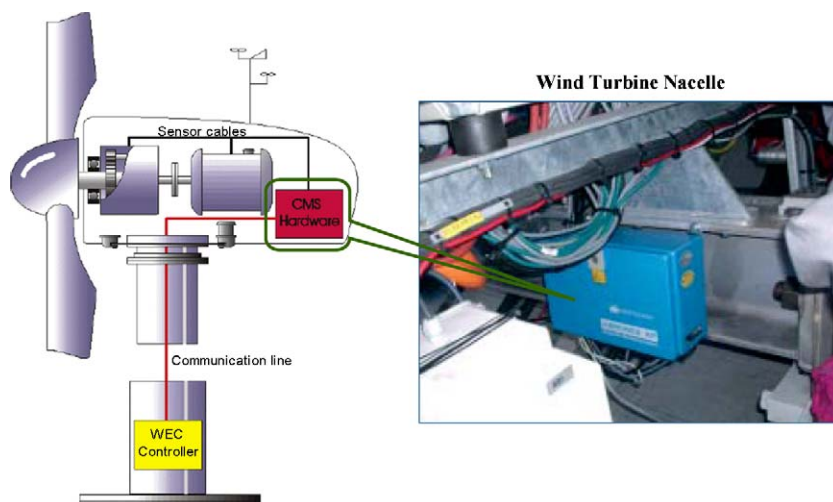 Wind Turbine Nacelle
Sensor cables
CMS
Hardware
Communication line
WEC
Controller